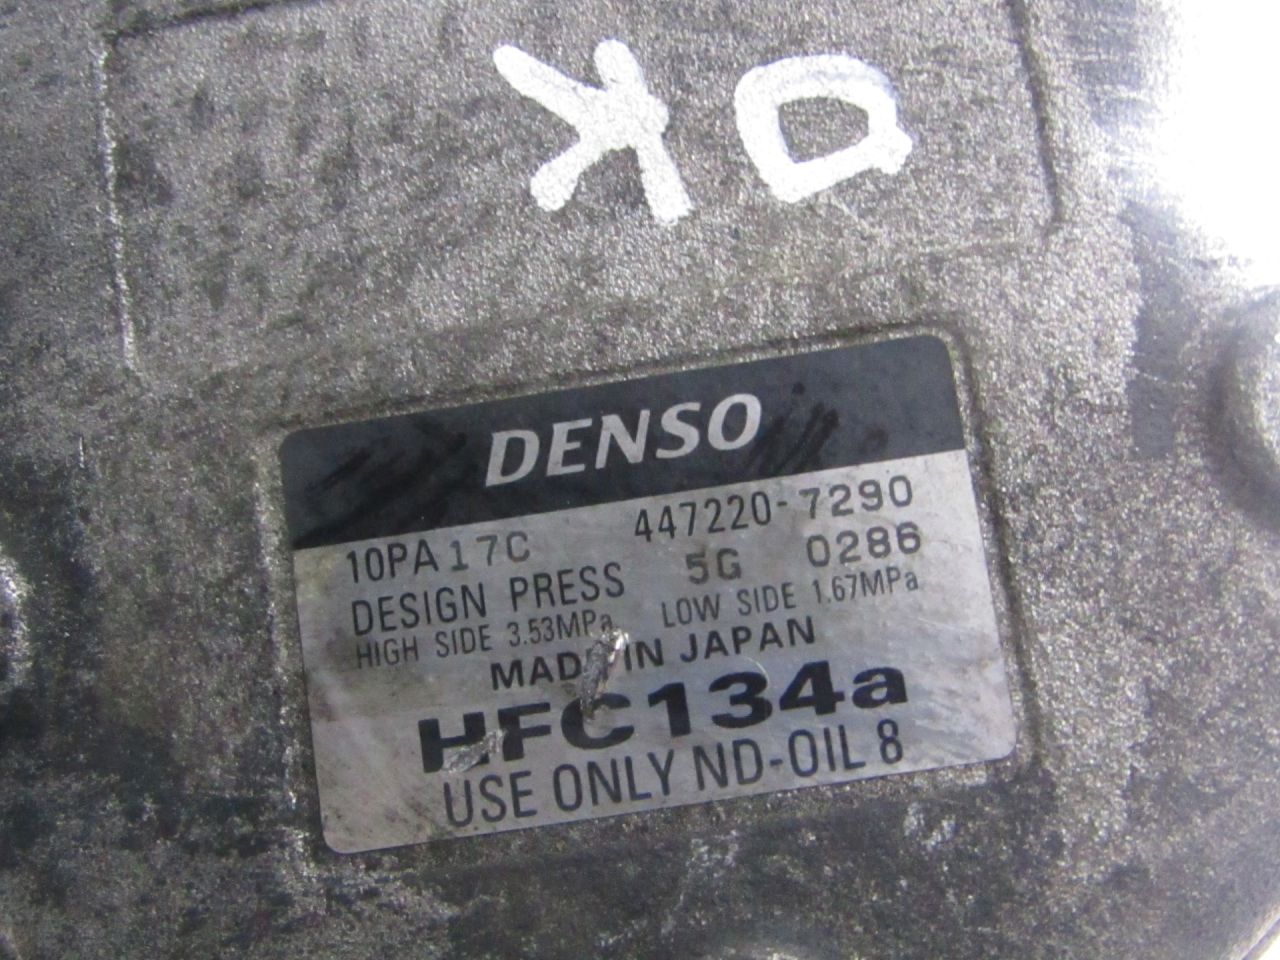 OK
DENSO
10PA17C 447220-7290
DESIGN PRESS 5G 0286
HIGH SIDE 3.53MPa LOW SIDE 1.67MPa
MADE IN JAPAN
HFC134a
USE ONLY ND-OIL 8